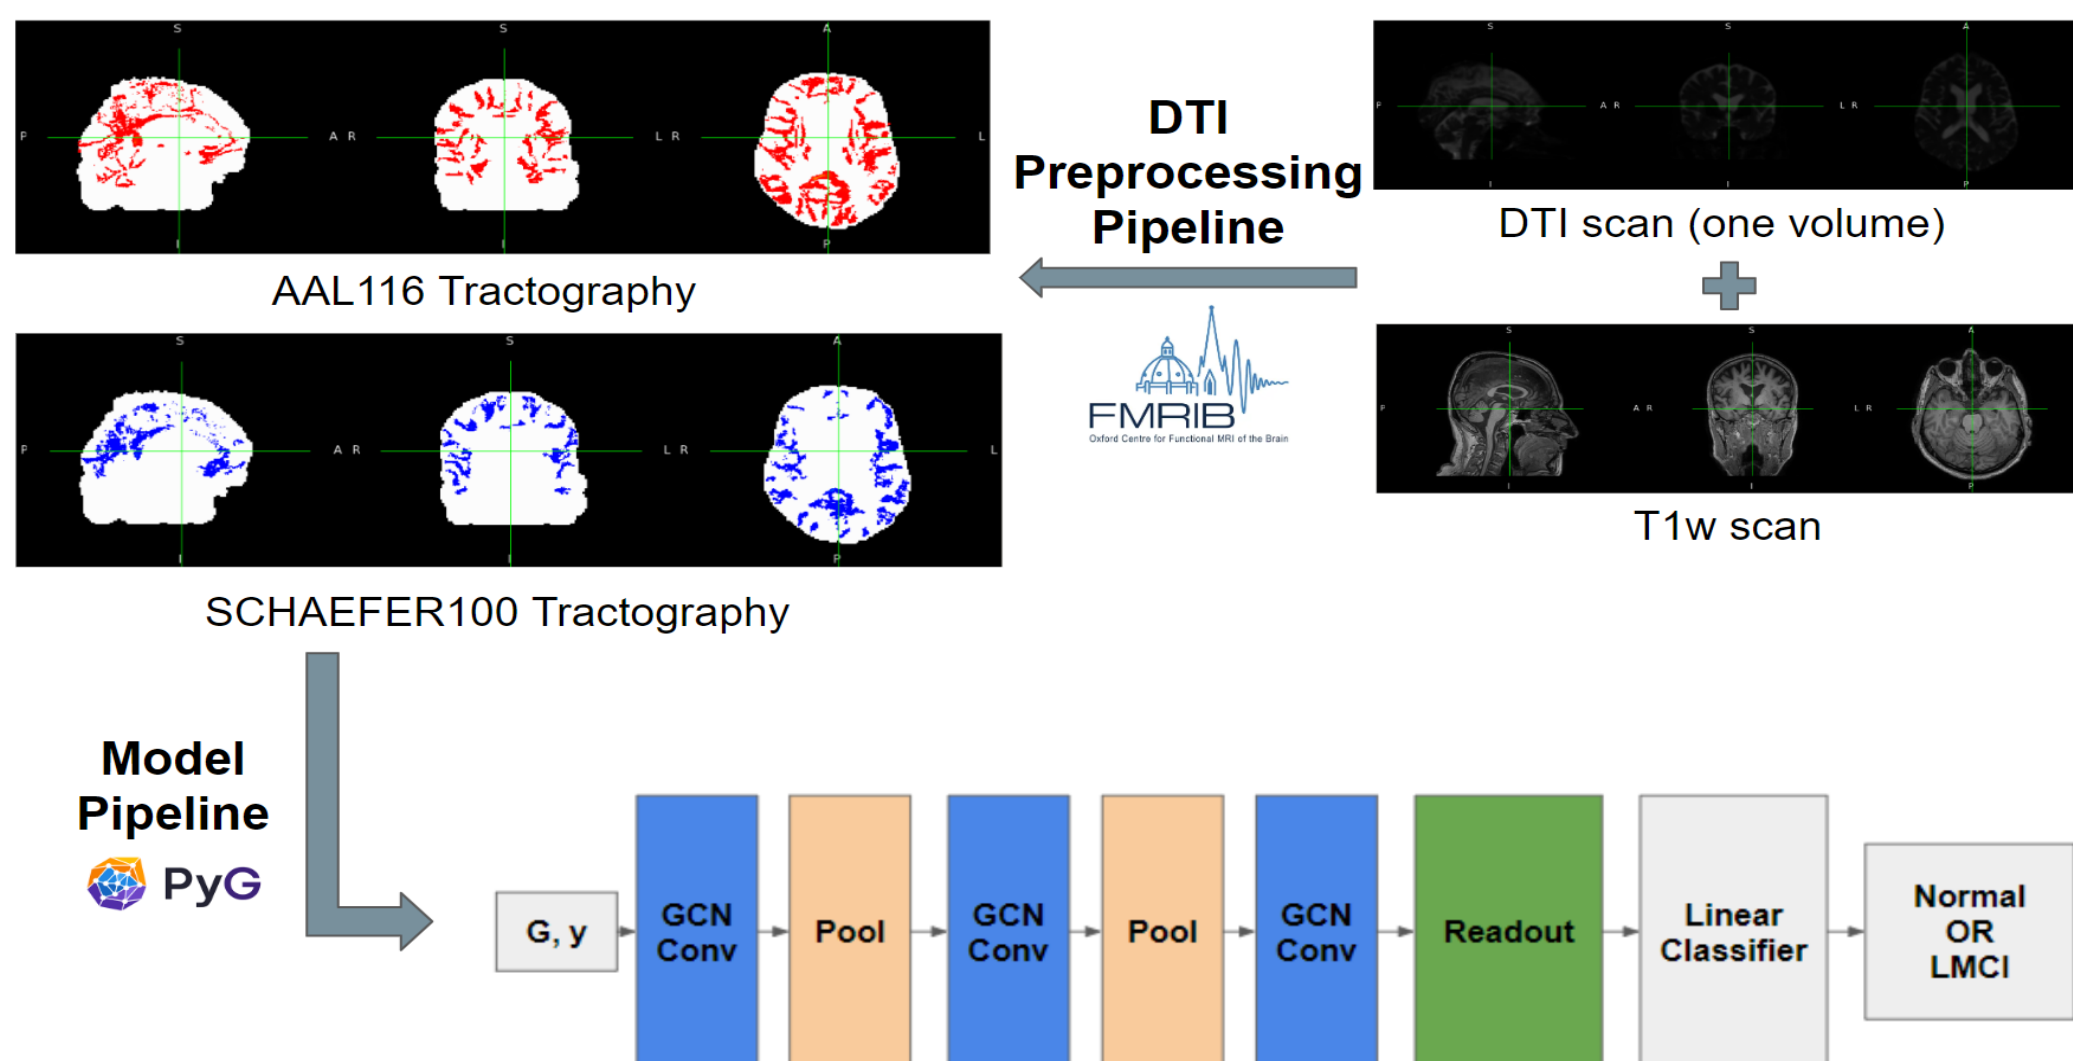 S S A
P A R L R L
I I P
AAL116 Tractography
S S A
P A R L R L
I I P
SCHAEFER100 Tractography
DTI
Preprocessing
Pipeline
FMRIB
Oxford Centre for Functional MRI of the Brain
S S A
P A R L R
I I P
DTI scan (one volume)
S S A
P A R L R
I I P
T1w scan
Model
Pipeline
PyG
G, y
GCN
Conv
Pool
GCN
Conv
Pool
GCN
Conv
Readout
Linear
Classifier
Normal
OR
LMCI